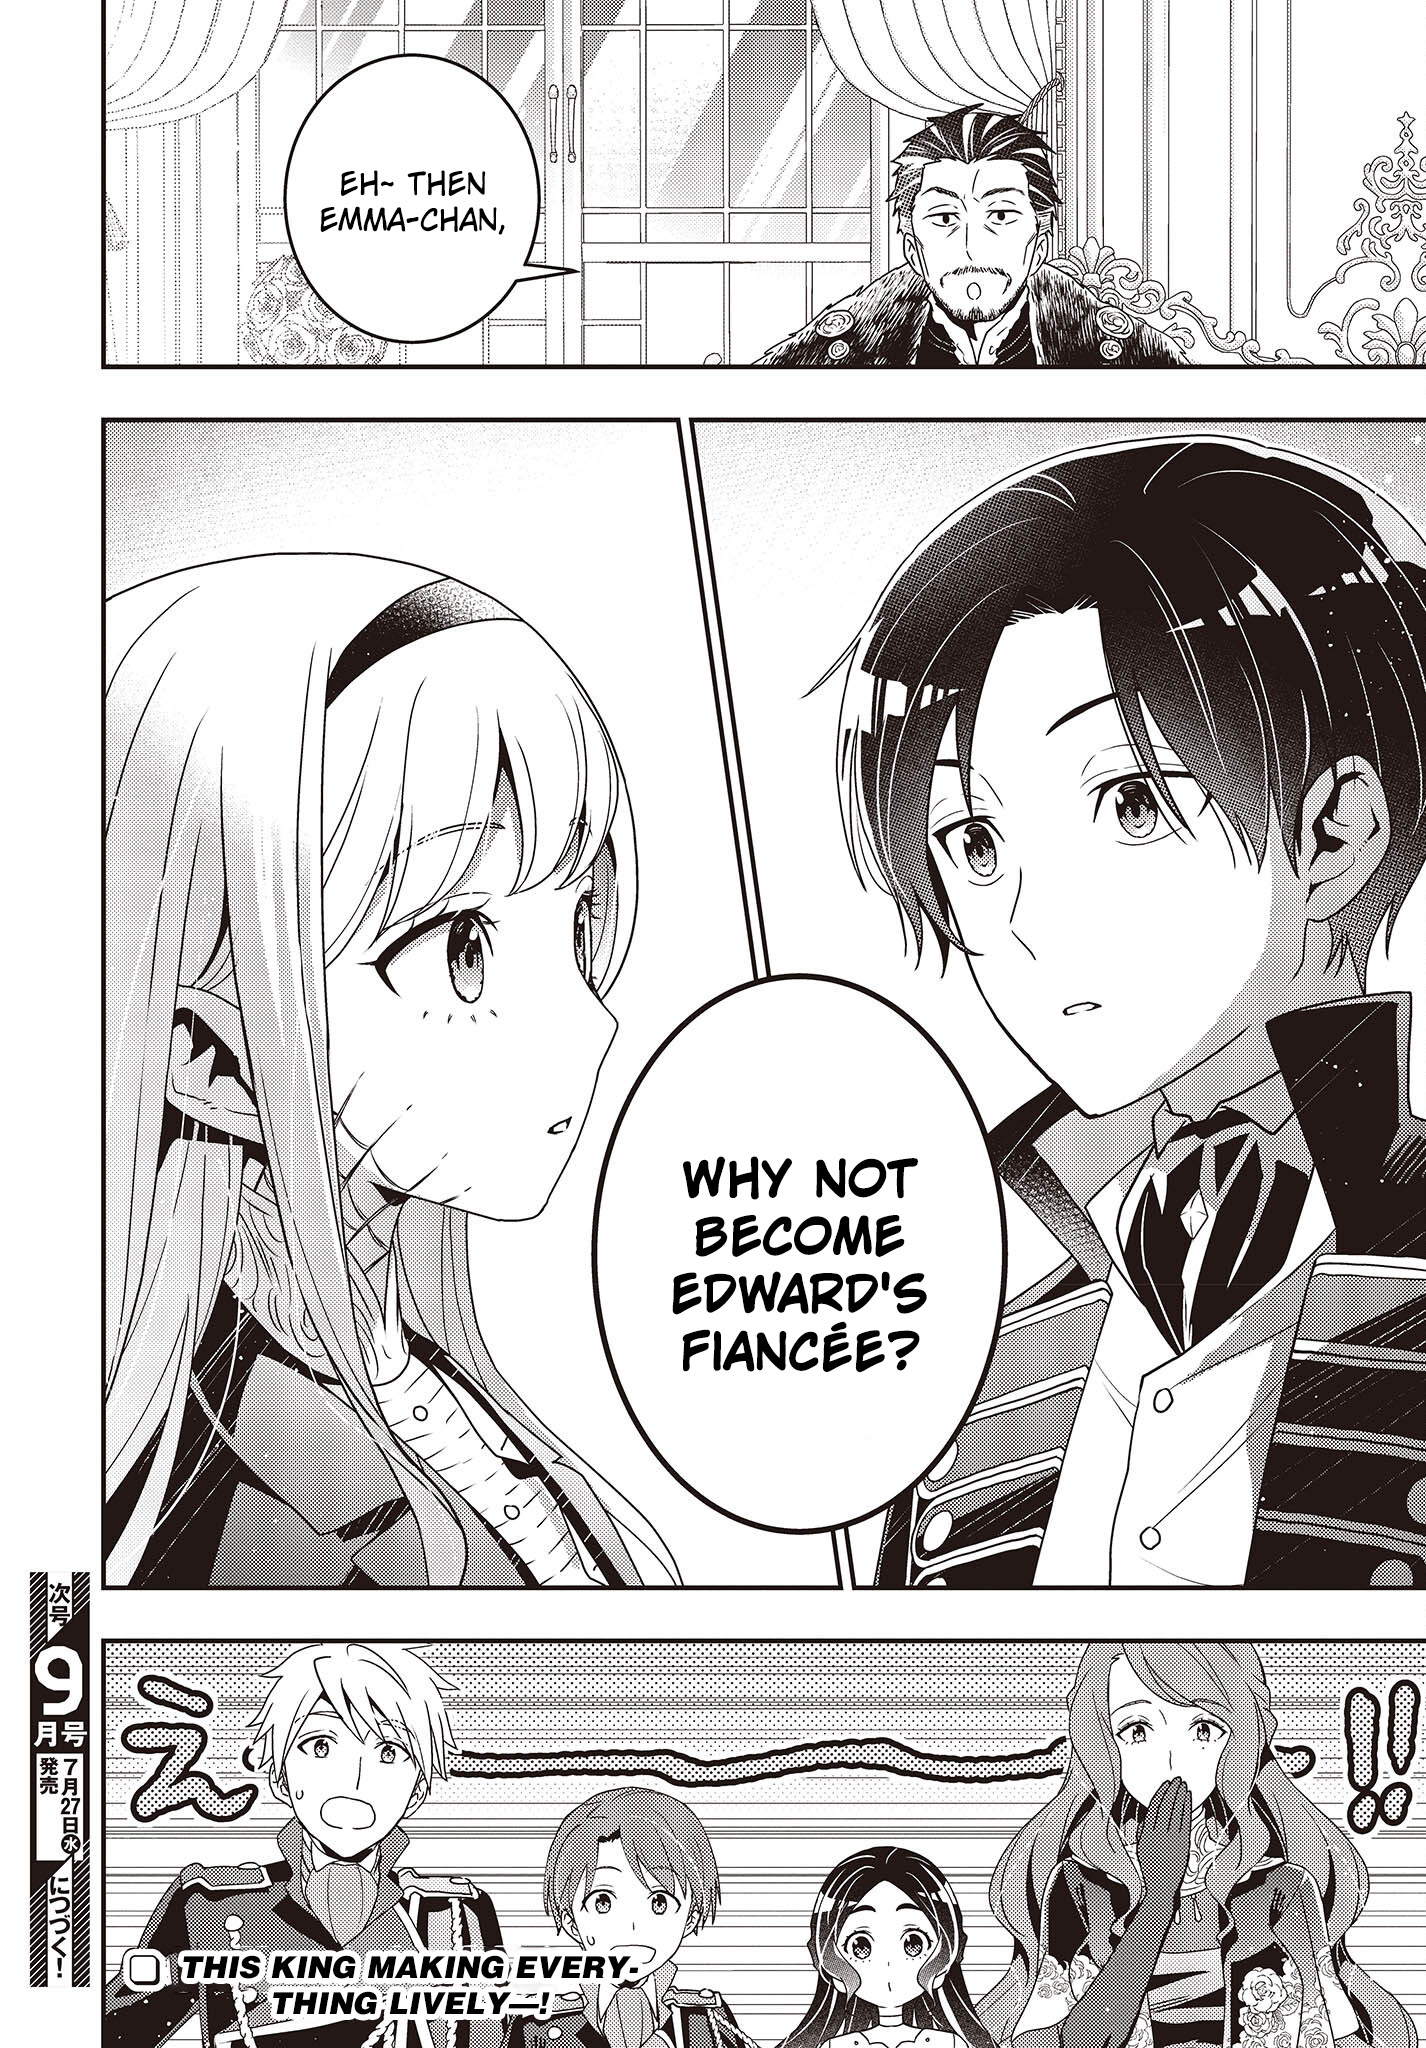 EH~ THEN
EMMA-CHAN,
WHY NOT
BECOME
EDWARD'S
FIANCÉE?
え
!!
THIS KING MAKING EVERY-
THING LIVELY—!
次号
9
月号
7月27日㊌
発売
につづく!